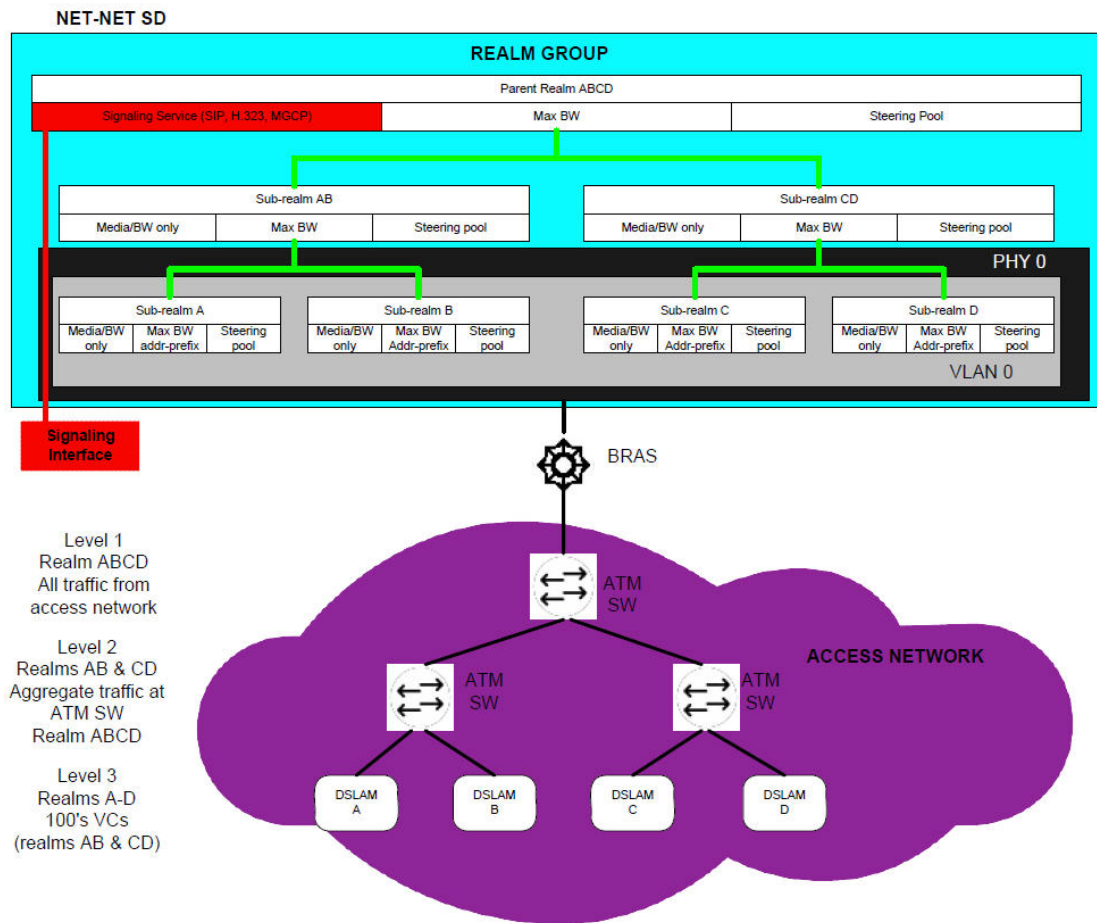 NET-NET SD
REALM GROUP
Parent Realm ABCD
Signaling Service (SIP, H.323, MGCP)
Max BW
Steering Pool
Sub-realm AB
Media/BW only
Max BW
Steering pool
Sub-realm CD
Media/BW only
Max BW
Steering pool
PHY 0
Sub-realm A
Media/BW
only
Max BW
addr-prefix
Steering
pool
Sub-realm B
Media/BW
only
Max BW
Addr-prefix
Steering
pool
Sub-realm C
Media/BW
only
Max BW
Addr-prefix
Steering
pool
Sub-realm D
Media/BW
only
Max BW
Addr-prefix
Steering
pool
VLAN 0
Signaling
Interface
BRAS
Level 1
Realm ABCD
All traffic from
access network
ATM
SW
Level 2
Realms AB & CD
Aggregate traffic at
ATM SW
Realm ABCD
ACCESS NETWORK
ATM
SW
ATM
SW
Level 3
Realms A-D
100's VCs
(realms AB & CD)
DSLAM
A
DSLAM
B
DSLAM
C
DSLAM
D